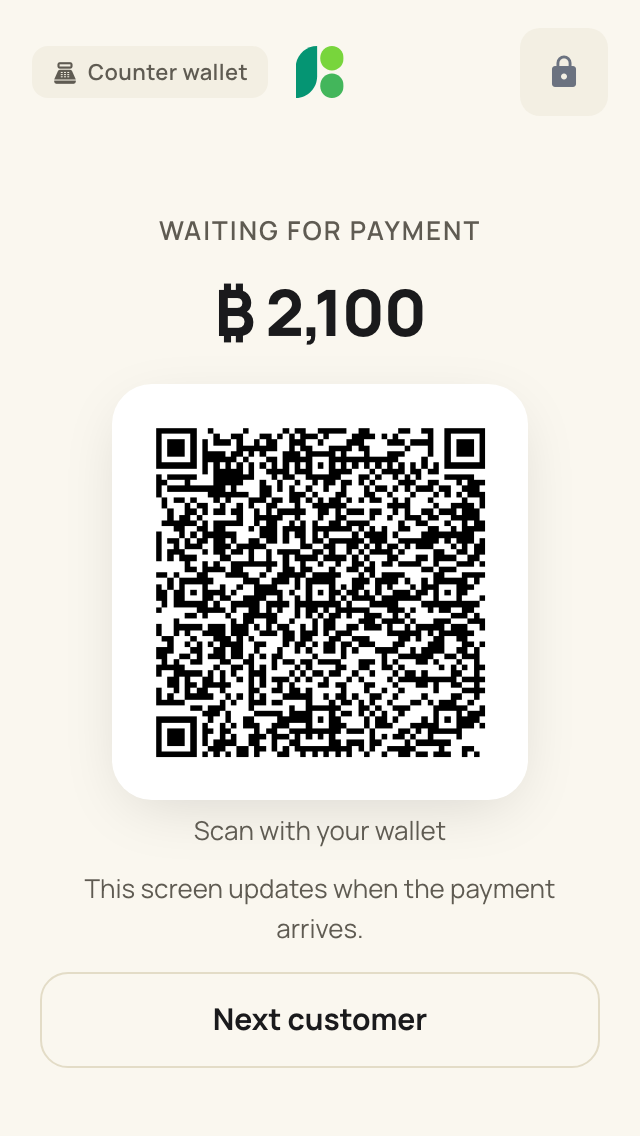 Counter wallet
WAITING FOR PAYMENT
₿ 2,100
Scan with your wallet
This screen updates when the payment
arrives.
Next customer